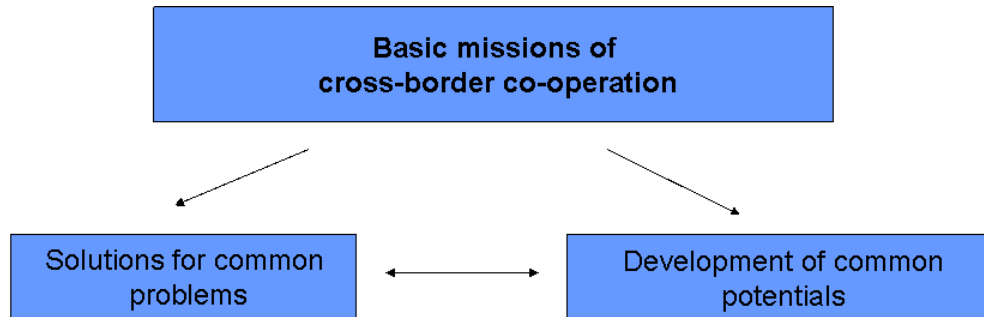 Basic missions of
cross-border co-operation
Solutions for common
problems
Development of common
potentials